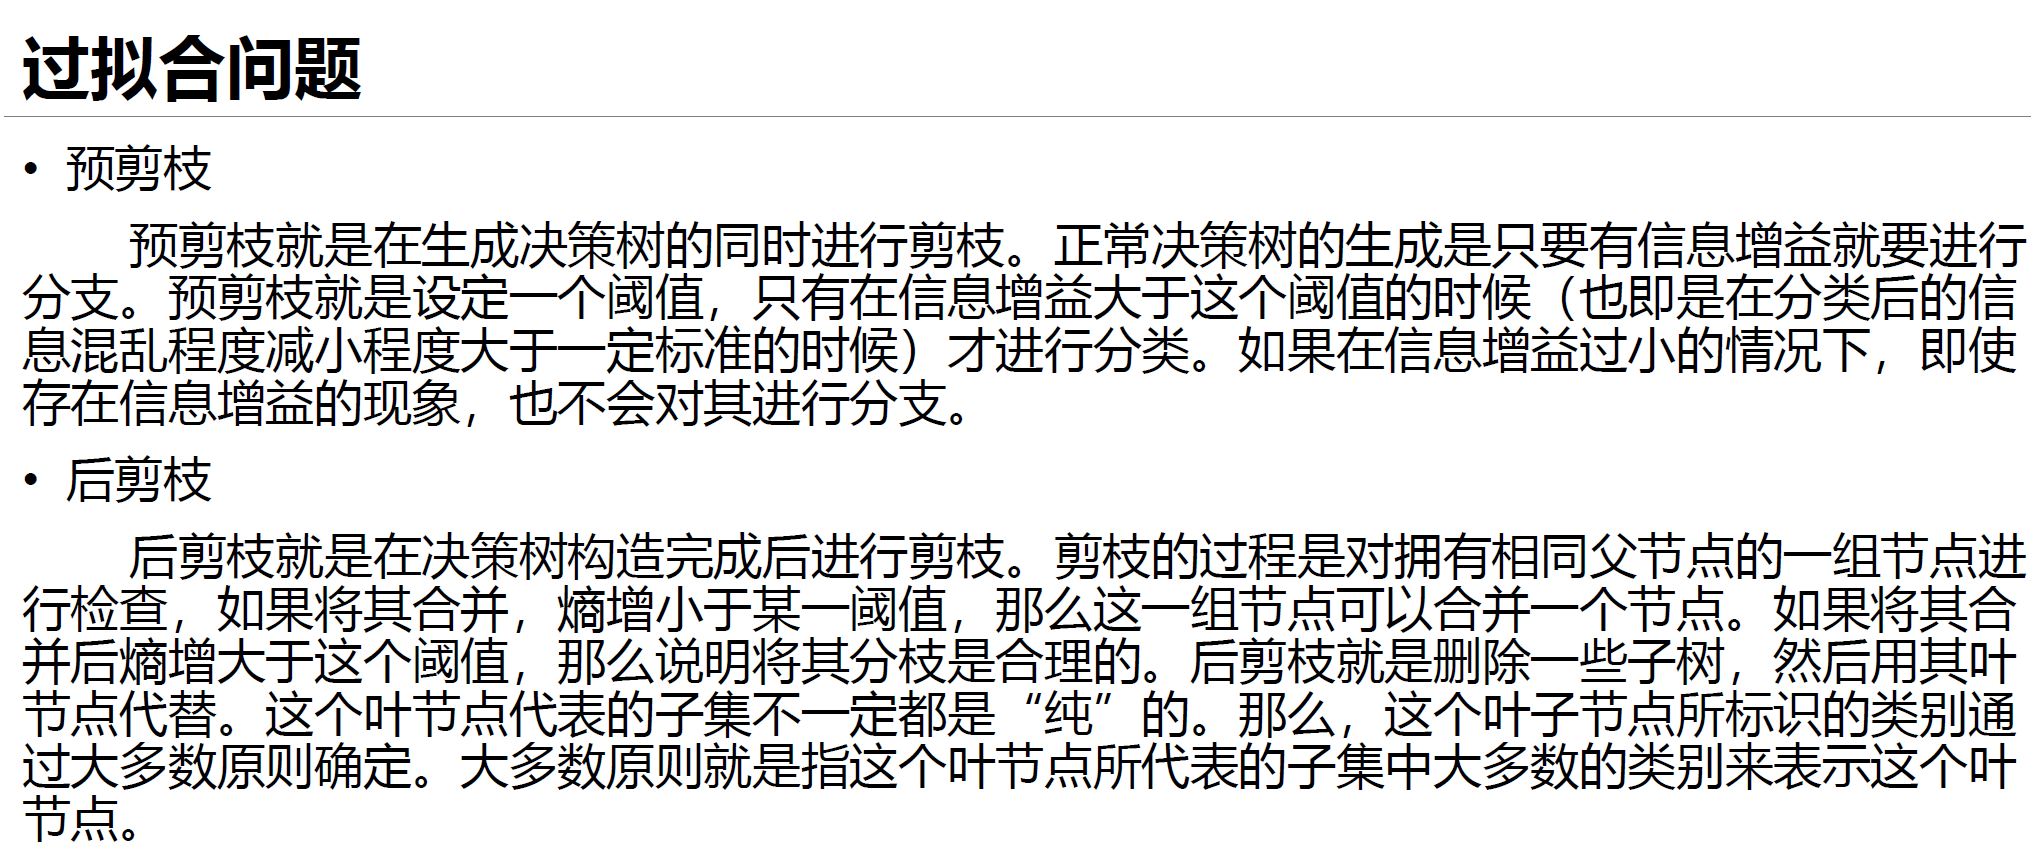 过拟合问题
• 预剪枝
预剪枝就是在生成决策树的同时进行剪枝。正常决策树的生成是只要有信息增益就要进行
分支。预剪枝就是设定一个阈值，只有在信息增益大于这个阈值的时候（也即是在分类后的信
息混乱程度减小程度大于一定标准的时候）才进行分类。如果在信息增益过小的情况下，即使
存在信息增益的现象，也不会对其进行分支。
• 后剪枝
后剪枝就是在决策树构造完成后进行剪枝。剪枝的过程是对拥有相同父节点的一组节点进
行检查，如果将其合并，熵增小于某一阈值，那么这一组节点可以合并一个节点。如果将其合
并后熵增大于这个阈值，那么说明将其分枝是合理的。后剪枝就是删除一些子树，然后用其叶
节点代替。这个叶节点代表的子集不一定都是“纯”的。那么，这个叶子节点所标识的类别通
过大多数原则确定。大多数原则就是指这个叶节点所代表的子集中大多数的类别来表示这个叶
节点。